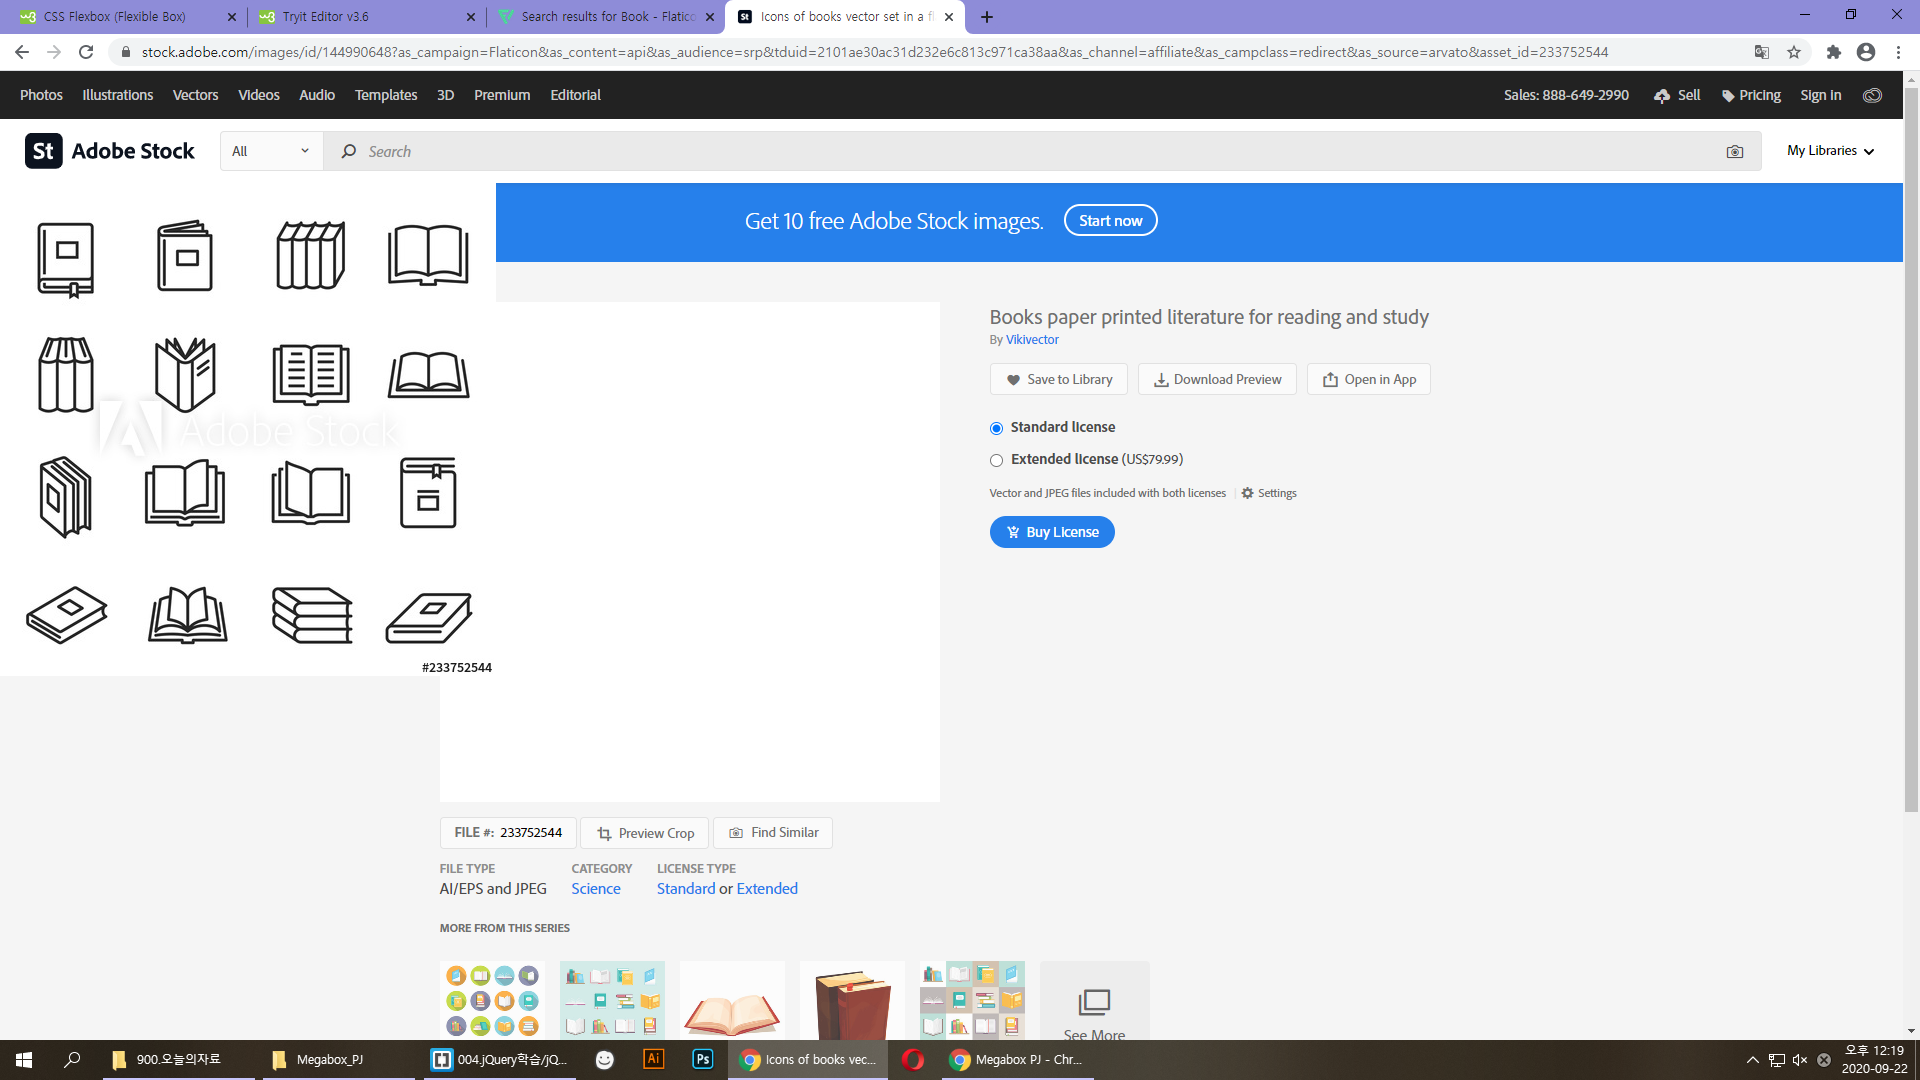 CSS Flexbox (Flexible Box)
Tryit Editor v3.6
Search results for Book - Flatico
Icons of books vector set in a fl
stock.adobe.com/images/id/144990648?as_campaign=Flaticon&as_content=api&as_audience=srp&tduid=2101ae30ac31d232e6c813c971ca38aa&as_channel=affiliate&as_campclass=redirect&as_source=arvato&asset_id=233752544
Photos Illustrations Vectors Videos Audio Templates 3D Premium Editorial
Sales: 888-649-2990 Sell Pricing Sign in
St Adobe Stock
All
Search
My Libraries
Get 10 free Adobe Stock images.
Start now
Adobe Stock
#233752544
Books paper printed literature for reading and study
By Vikivector
Save to Library
Download Preview
Open in App
Standard license
Extended license (US$79.99)
Vector and JPEG files included with both licenses
Settings
Buy License
FILE #: 233752544
Preview Crop
Find Similar
FILE TYPE CATEGORY LICENSE TYPE
AI/EPS and JPEG Science Standard or Extended
MORE FROM THIS SERIES
See More
900.오늘의자료
Megabox_PJ
004.jQuery학습/jQ...
Ai
Ps
Icons of books vec...
Megabox PJ - Chr...
오후 12:19
2020-09-22